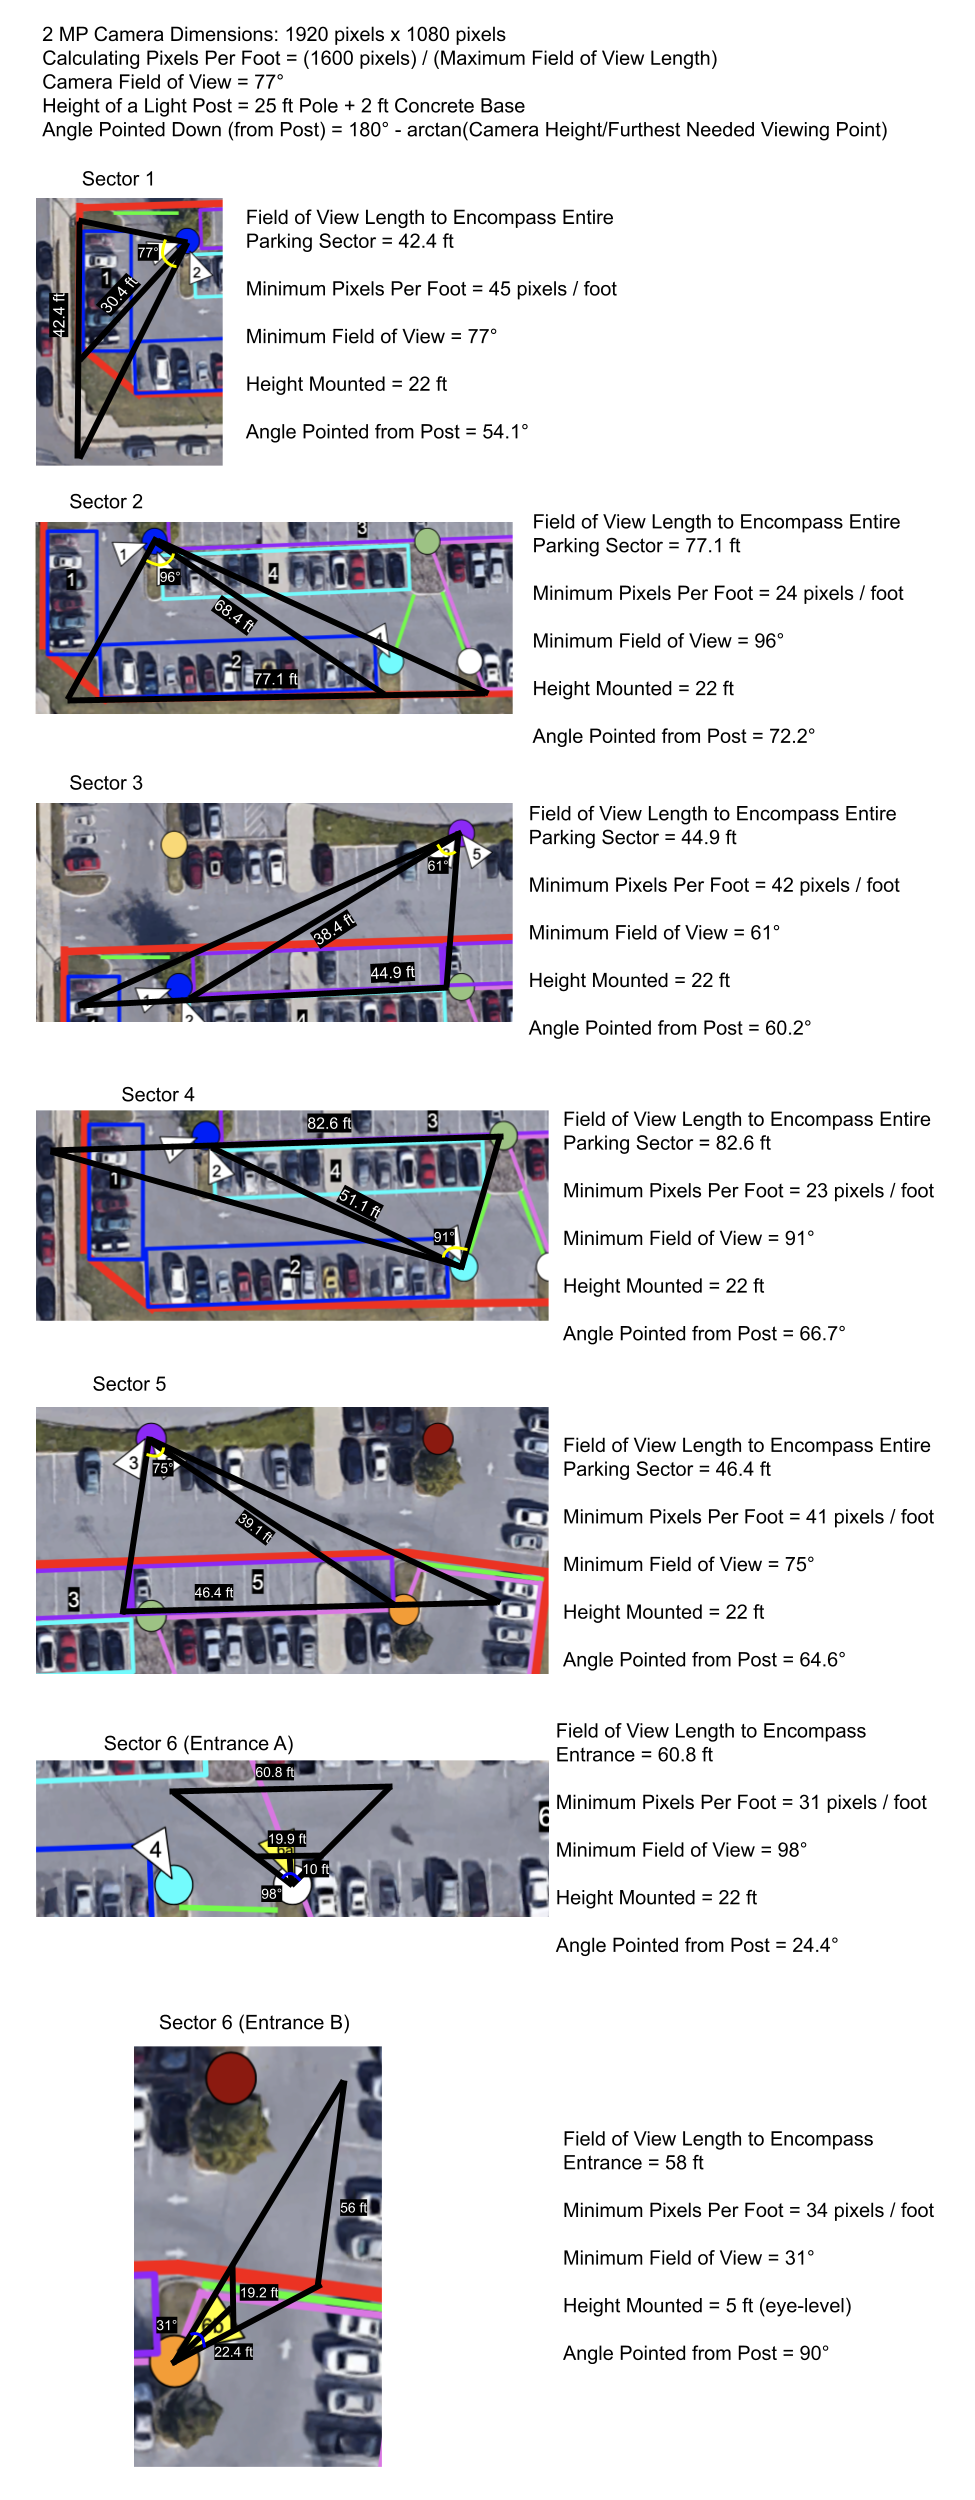 2 MP Camera Dimensions: 1920 pixels x 1080 pixels
Calculating Pixels Per Foot = (1600 pixels) / (Maximum Field of View Length)
Camera Field of View = 77°
Height of a Light Post = 25 ft Pole + 2 ft Concrete Base
Angle Pointed Down (from Post) = 180° - arctan(Camera Height/Furthest Needed Viewing Point)
Sector 1
77°
2
1
30.4 ft
42.4 ft
Field of View Length to Encompass Entire
Parking Sector = 42.4 ft
Minimum Pixels Per Foot = 45 pixels / foot
Minimum Field of View = 77°
Height Mounted = 22 ft
Angle Pointed from Post = 54.1°
Sector 2
3
1
96°
1
4
68.4 ft
4
2
77.1 ft
Field of View Length to Encompass Entire
Parking Sector = 77.1 ft
Minimum Pixels Per Foot = 24 pixels / foot
Minimum Field of View = 96°
Height Mounted = 22 ft
Angle Pointed from Post = 72.2°
Sector 3
5
61°
38.4 ft
44.9 ft
1
2
4
1
Field of View Length to Encompass Entire
Parking Sector = 44.9 ft
Minimum Pixels Per Foot = 42 pixels / foot
Minimum Field of View = 61°
Height Mounted = 22 ft
Angle Pointed from Post = 60.2°
Sector 4
82.6 ft
3
1
2
4
1
51.1 ft
91°
2
Field of View Length to Encompass Entire
Parking Sector = 82.6 ft
Minimum Pixels Per Foot = 23 pixels / foot
Minimum Field of View = 91°
Height Mounted = 22 ft
Angle Pointed from Post = 66.7°
Sector 5
3
75°
39.1 ft
5
46.4 ft
3
Field of View Length to Encompass Entire
Parking Sector = 46.4 ft
Minimum Pixels Per Foot = 41 pixels / foot
Minimum Field of View = 75°
Height Mounted = 22 ft
Angle Pointed from Post = 64.6°
Sector 6 (Entrance A)
60.8 ft
6
19.9 ft
6a
4
10 ft
98°
Field of View Length to Encompass
Entrance = 60.8 ft
Minimum Pixels Per Foot = 31 pixels / foot
Minimum Field of View = 98°
Height Mounted = 22 ft
Angle Pointed from Post = 24.4°
Sector 6 (Entrance B)
56 ft
19.2 ft
31°
6b
22.4 ft
Field of View Length to Encompass
Entrance = 58 ft
Minimum Pixels Per Foot = 34 pixels / foot
Minimum Field of View = 31°
Height Mounted = 5 ft (eye-level)
Angle Pointed from Post = 90°